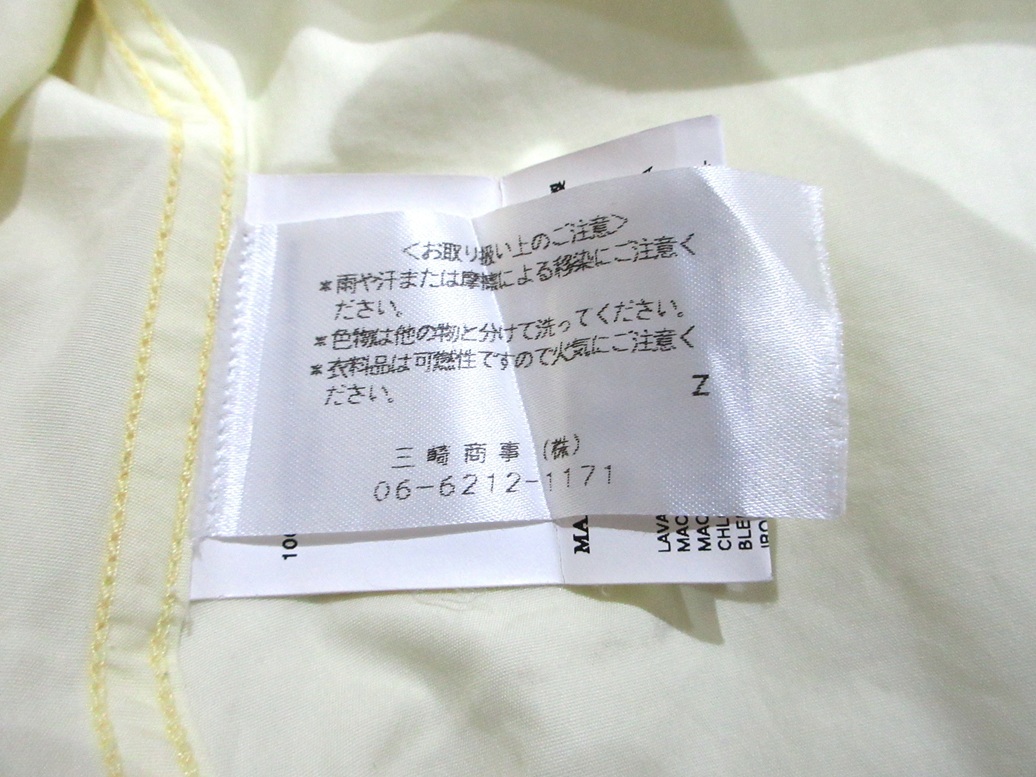 <お取り扱い上のご注意>
*雨や汗または摩擦による移染にご注意く
ださい。
*色物は他の物と分けて洗ってください。
*衣料品は可燃性ですので火気にご注意く
ださい。
Z
三崎商事(株)
06-6212-1171
100
MA
LAVA
MAC
MAC
CHL
BLE
IRO